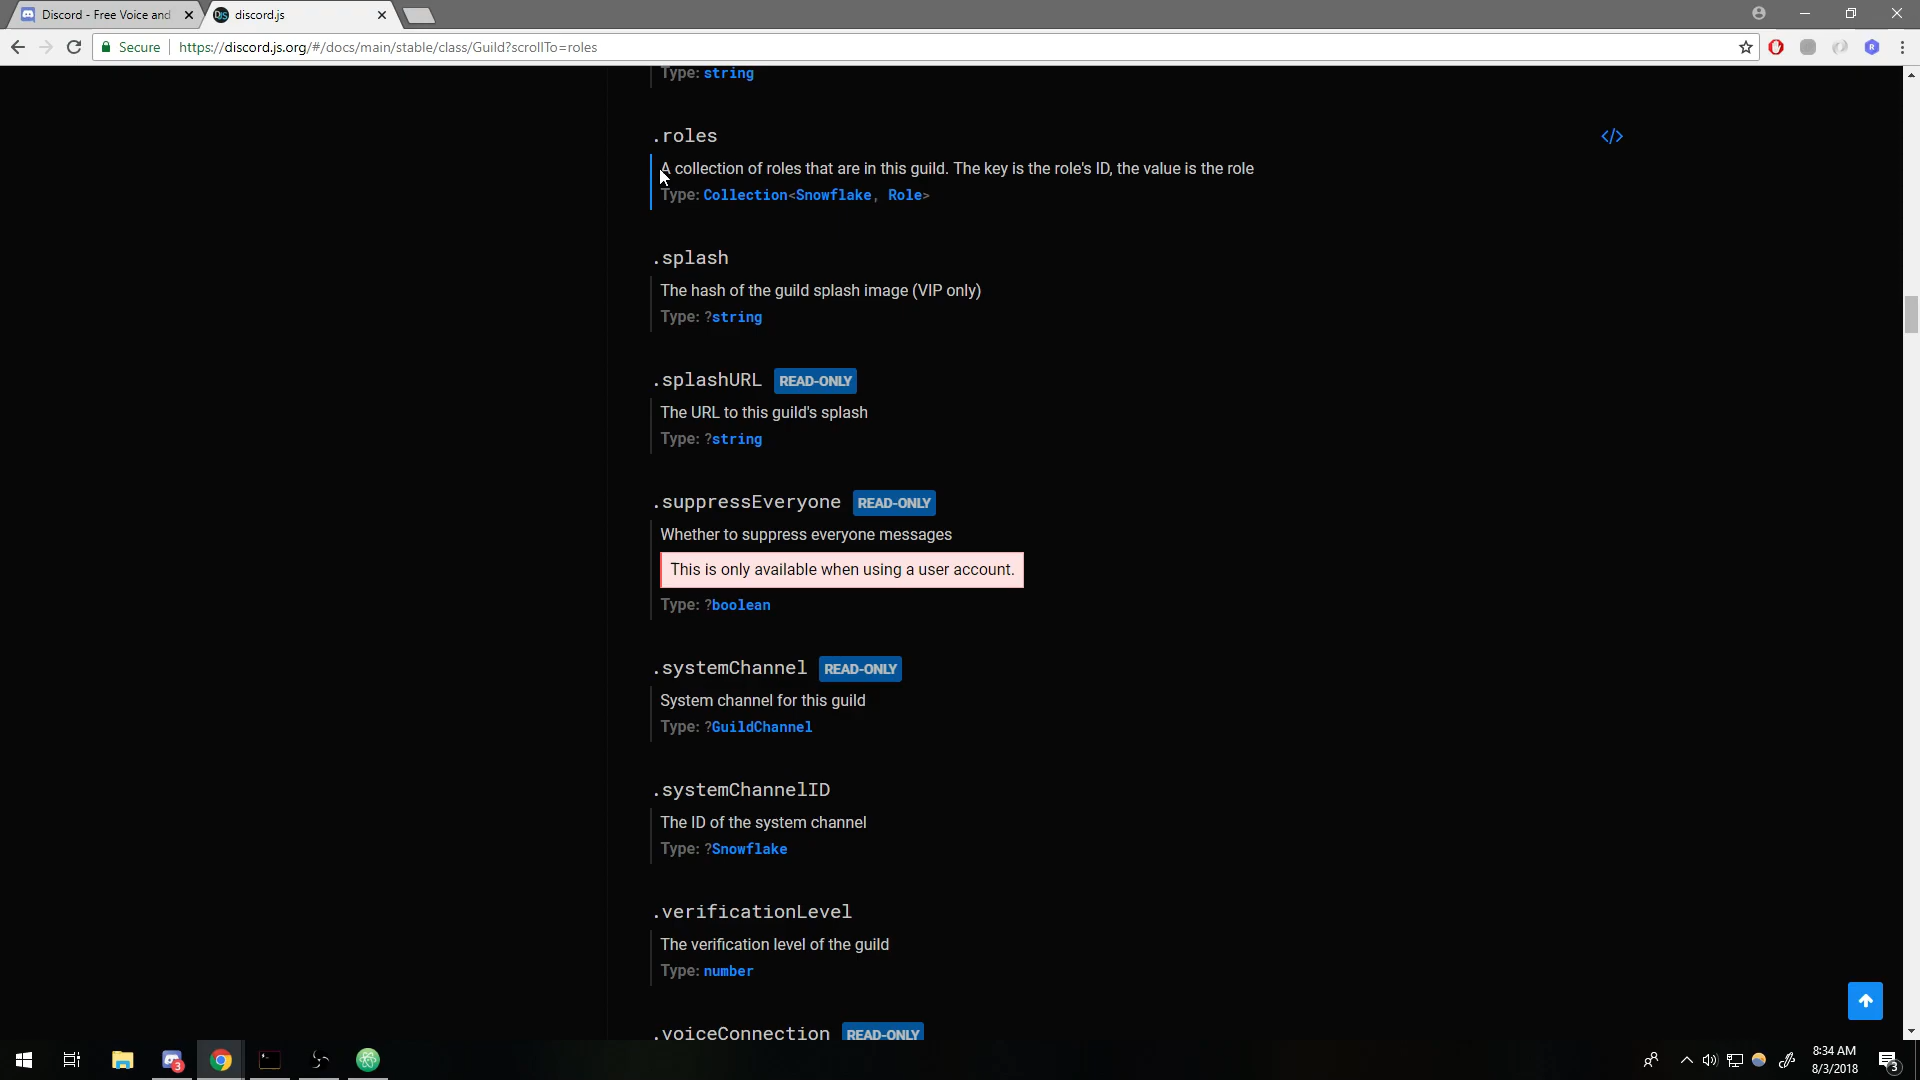 Discord - Free Voice and
discord.js
Secure
https://discord.js.org/#/docs/main/stable/class/Guild?scrollTo=roles
Type: string
.roles
</>
A collection of roles that are in this guild. The key is the role's ID, the value is the role
Type: Collection<Snowflake, Role>
.splash
The hash of the guild splash image (VIP only)
Type: ?string
.splashURL READ-ONLY
The URL to this guild's splash
Type: ?string
.suppressEveryone READ-ONLY
Whether to suppress everyone messages
This is only available when using a user account.
Type: ?boolean
.systemChannel READ-ONLY
System channel for this guild
Type: ?GuildChannel
.systemChannelID
The ID of the system channel
Type: ?Snowflake
.verificationLevel
The verification level of the guild
Type: number
.voiceConnection READ-ONLY
3
8:34 AM
8/3/2018
3